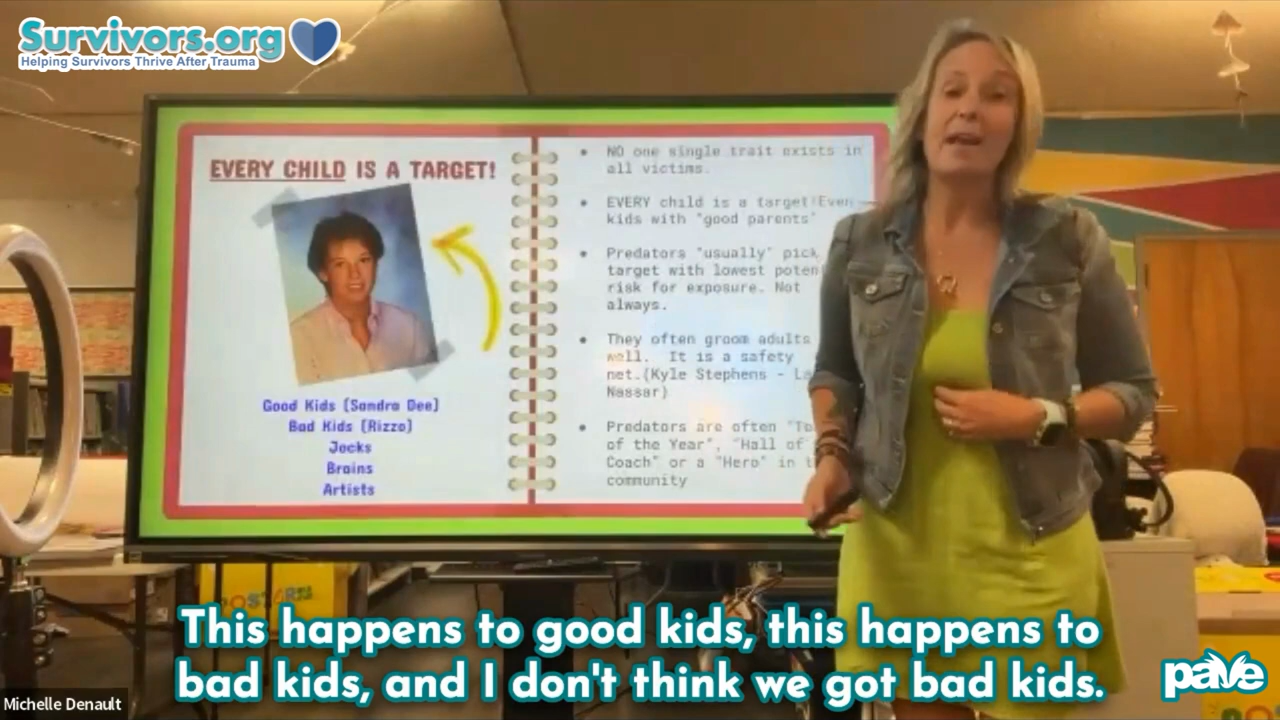 Survivors.org
Helping Survivors Thrive After Trauma
EVERY CHILD IS A TARGET!
Good Kids (Sandra Dee)
Bad Kids (Rizzo)
Jocks
Brains
Artists
• NO one single trait exists in
all victims.
• EVERY child is a target!Even
kids with "good parents"
• Predators "usually" pick
target with lowest
risk for exposure. Not
always.
• They often groom adults
well. It is a safety
net.(Kyle Stephens -
Nassar)
• Predators are often
of the Year", "Hall of
Coach" or a "Hero" in
community
This happens to good kids, this happens to
bad kids, and I don't think we got bad kids.
Michelle Denault
pave